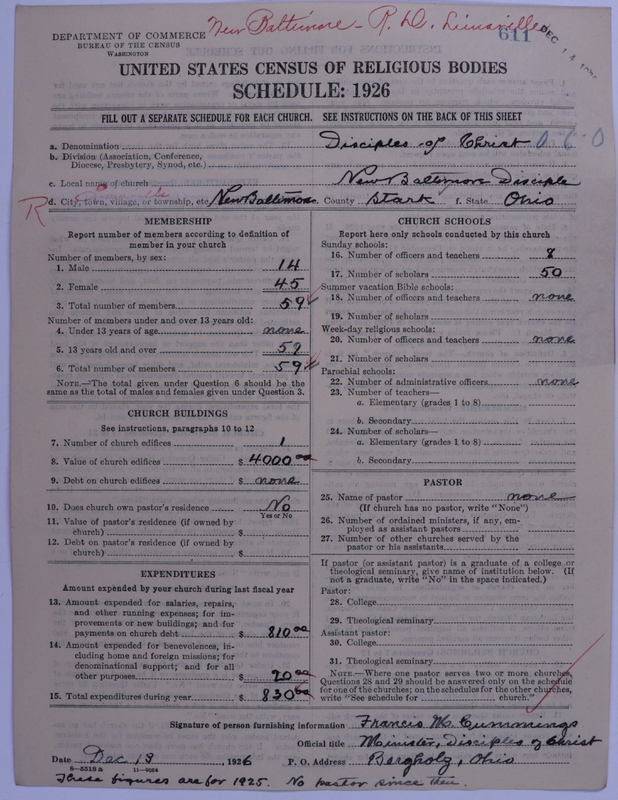 New Baltimore - R. D. Limaville
611
DEC 14
DEPARTMENT OF COMMERCE
BUREAU OF THE CENSUS
WASHINGTON
UNITED STATES CENSUS OF RELIGIOUS BODIES
SCHEDULE: 1926
FILL OUT A SEPARATE SCHEDULE FOR EACH CHURCH. SEE INSTRUCTIONS ON THE BACK OF THIS SHEET
a. Denomination Disciples of Christ 0-6-0
b. Division (Association, Conference, Diocese, Presbytery, Synod, etc.)
c. Local name of church New Baltimore Disciple
R d. City, town, village, or township, etc. New Baltimore e. County Stark f. State Ohio
MEMBERSHIP
Report number of members according to definition of member in your church
Number of members, by sex:
1. Male 14
2. Female 45
3. Total number of members 59
Number of members under and over 13 years old:
4. Under 13 years of age none
5. 13 years old and over 59
6. Total number of members 59
NOTE.—The total given under Question 6 should be the same as the total of males and females given under Question 3.
CHURCH BUILDINGS
See instructions, paragraphs 10 to 12
7. Number of church edifices 1
8. Value of church edifices $ 4000.00
9. Debt on church edifices $ none
10. Does church own pastor's residence No
Yes or No
11. Value of pastor's residence (if owned by church) $
12. Debt on pastor's residence (if owned by church) $
EXPENDITURES
Amount expended by your church during last fiscal year
13. Amount expended for salaries, repairs, and other running expenses; for improvements or new buildings; and for payments on church debt $ 810.00
14. Amount expended for benevolences, including home and foreign missions; for denominational support; and for all other purposes $ 20.00
15. Total expenditures during year $ 830.00
CHURCH SCHOOLS
Report here only schools conducted by this church
Sunday schools:
16. Number of officers and teachers 8
17. Number of scholars 50
Summer vacation Bible schools:
18. Number of officers and teachers none
19. Number of scholars
Week-day religious schools:
20. Number of officers and teachers none
21. Number of scholars
Parochial schools:
22. Number of administrative officers none
23. Number of teachers—
a. Elementary (grades 1 to 8)
b. Secondary
24. Number of scholars—
a. Elementary (grades 1 to 8)
b. Secondary
PASTOR
25. Name of pastor none
(If church has no pastor, write "None")
26. Number of ordained ministers, if any, employed as assistant pastors
27. Number of other churches served by the pastor or his assistants
If pastor (or assistant pastor) is a graduate of a college or theological seminary, give name of institution below. (If not a graduate, write "No" in the space indicated.)
Pastor:
28. College
29. Theological seminary
Assistant pastor:
30. College
31. Theological seminary
NOTE.—Where one pastor serves two or more churches, Questions 28 and 29 should be answered only on the schedule for one of the churches; on the schedules for the other churches, write "See schedule for church."
Signature of person furnishing information Francis M. Cummings
Official title Minister, Disciples of Christ
Date Dec 13, 1926 P. O. Address Bergholz, Ohio
8-5518a 11-9024
These figures are for 1925. No pastor since then.